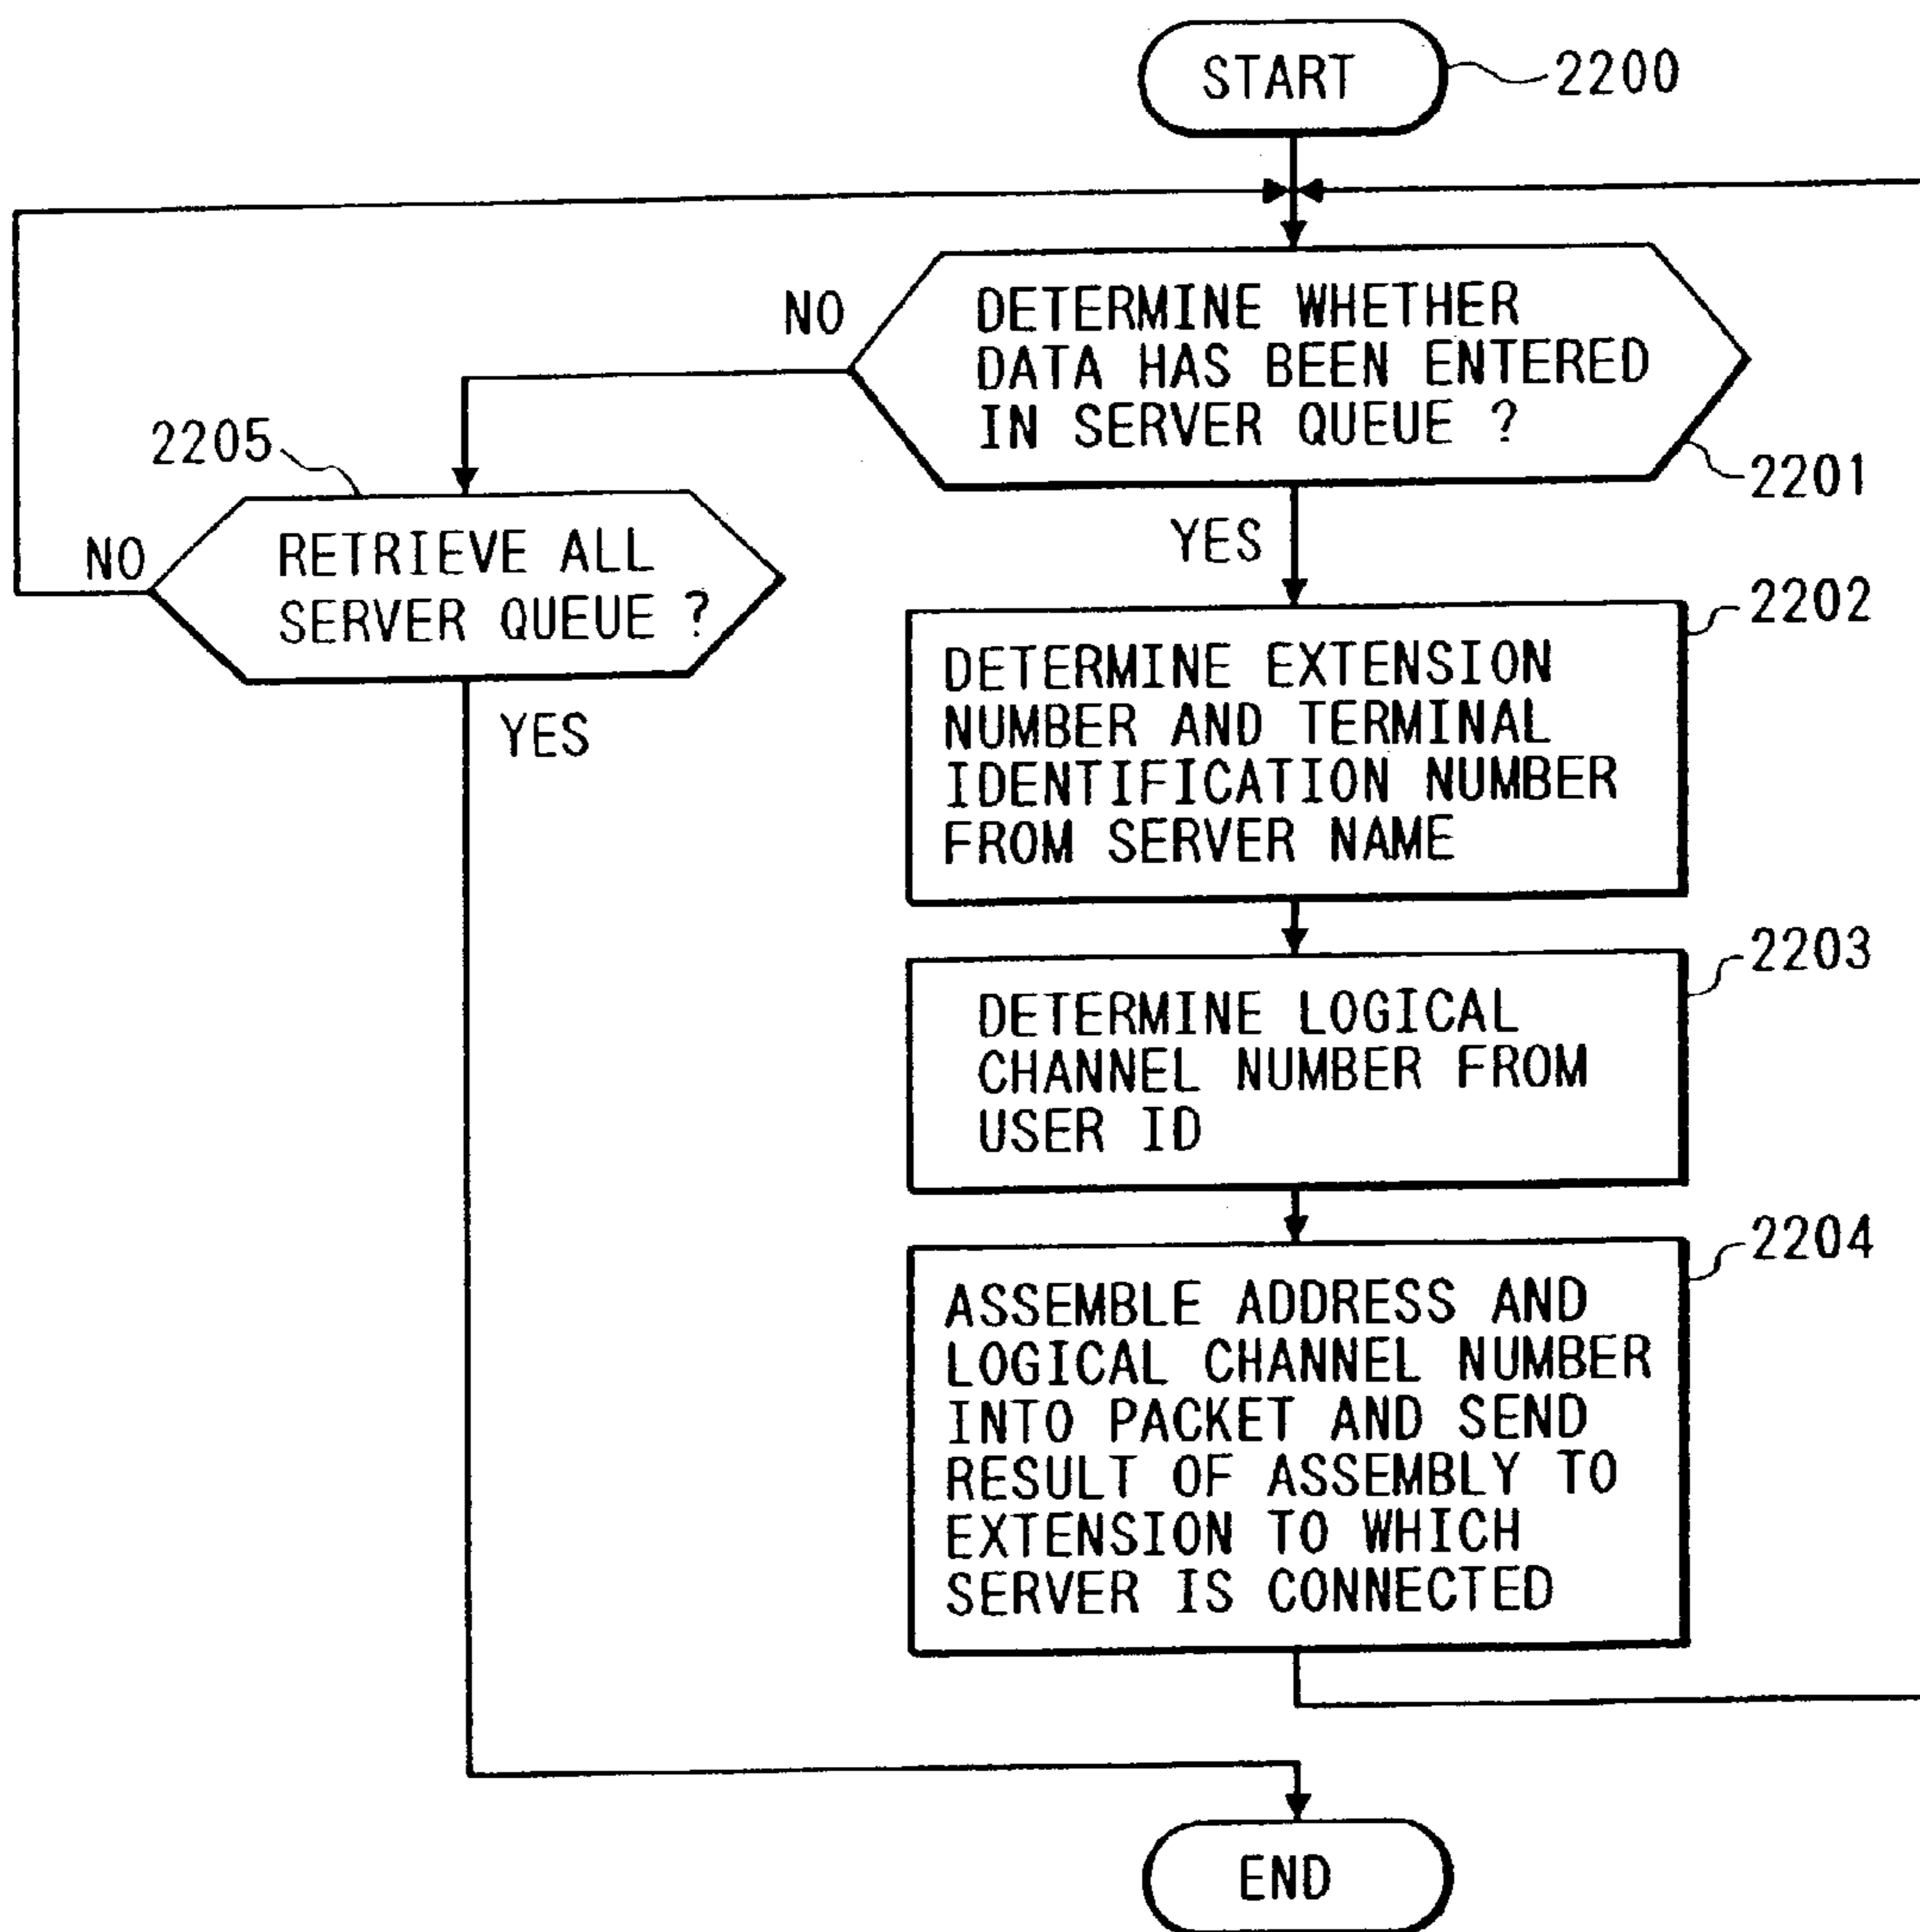 START
2200
NO
DETERMINE WHETHER
DATA HAS BEEN ENTERED
IN SERVER QUEUE ?
2201
2205
NO
RETRIEVE ALL
SERVER QUEUE ?
YES
YES
2202
DETERMINE EXTENSION
NUMBER AND TERMINAL
IDENTIFICATION NUMBER
FROM SERVER NAME
2203
DETERMINE LOGICAL
CHANNEL NUMBER FROM
USER ID
2204
ASSEMBLE ADDRESS AND
LOGICAL CHANNEL NUMBER
INTO PACKET AND SEND
RESULT OF ASSEMBLY TO
EXTENSION TO WHICH
SERVER IS CONNECTED
END